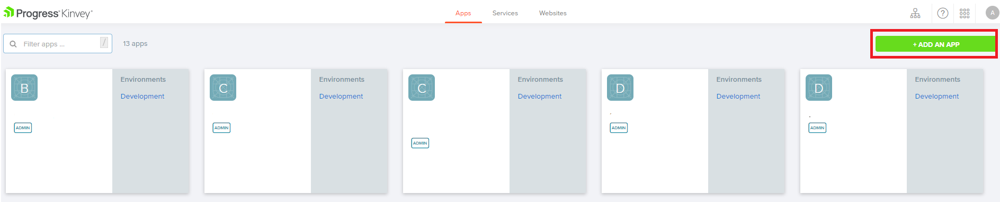 Progress® Kinvey®
Apps Services Websites
A
Filter apps ... /
13 apps
+ ADD AN APP
B
Environments
Development
ADMIN
C
Environments
Development
ADMIN
C
Environments
Development
ADMIN
D
Environments
Development
ADMIN
D
Environments
Development
ADMIN